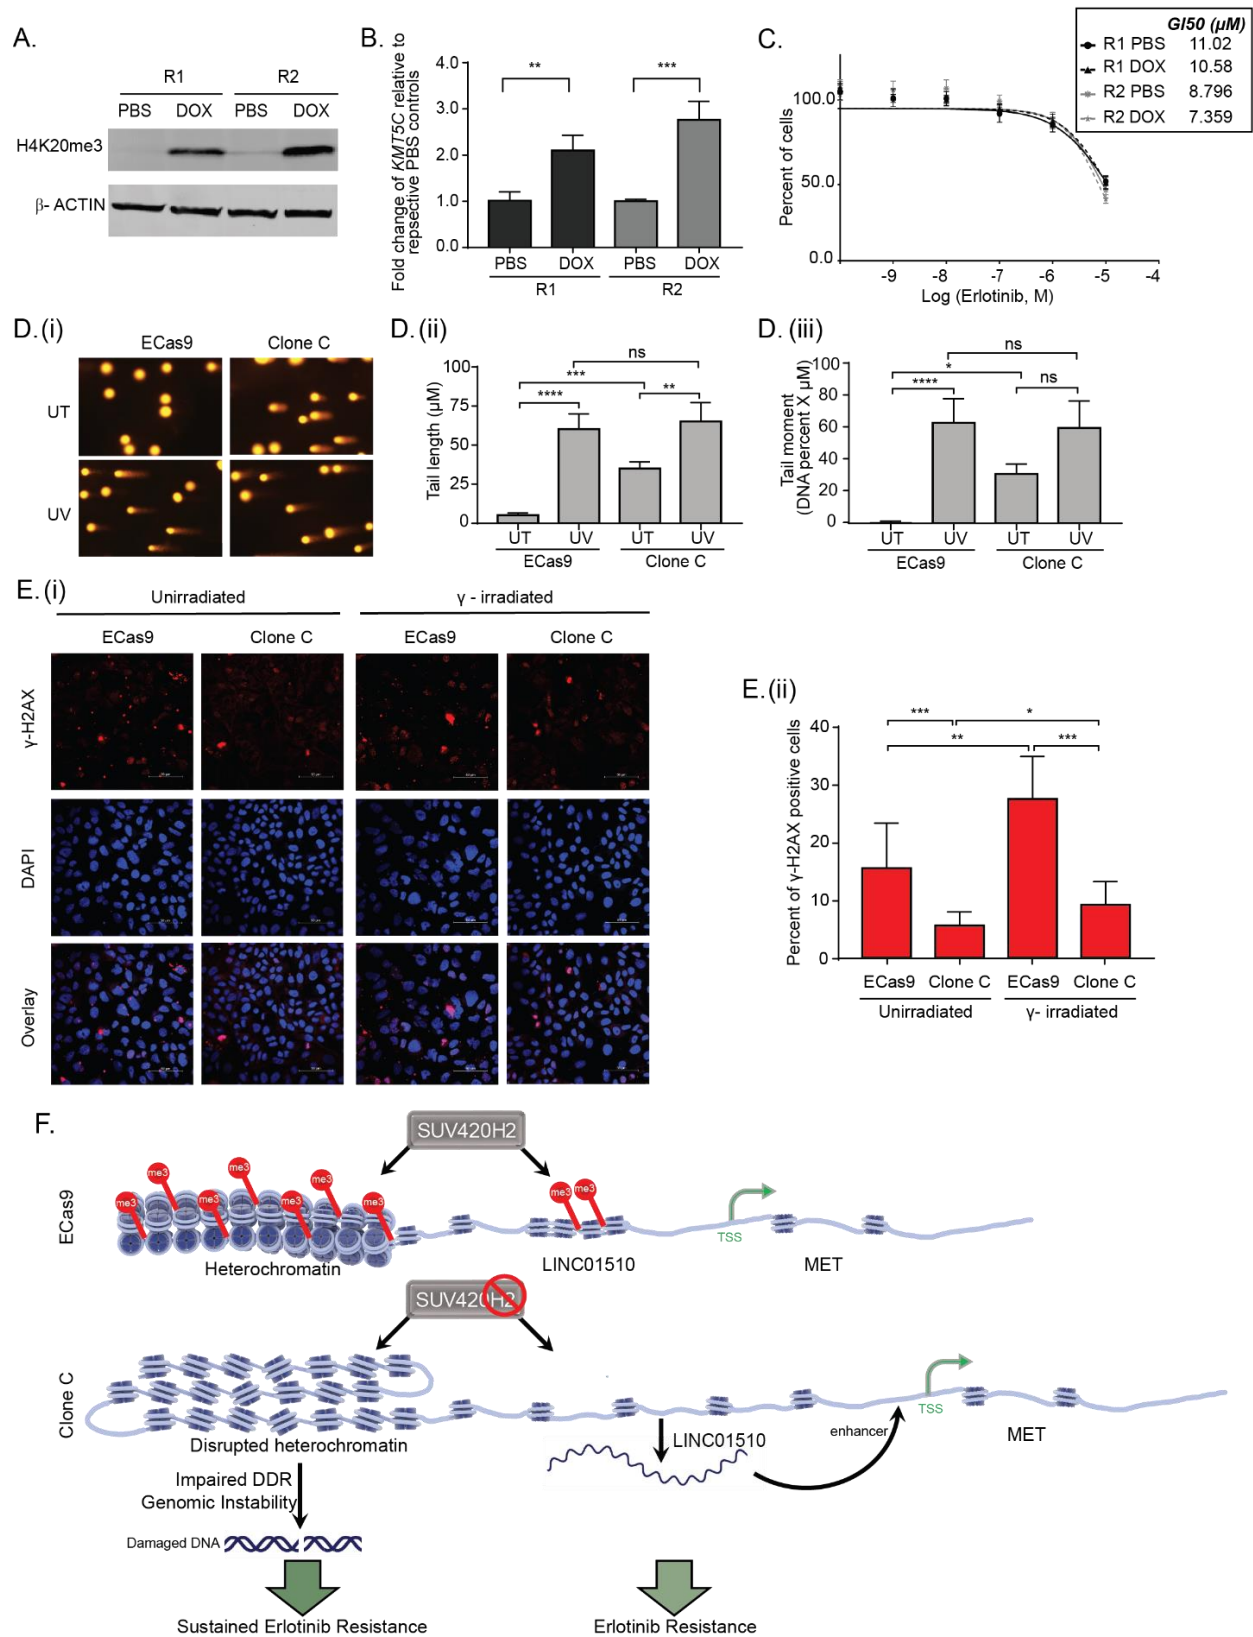 A.
R1 R2
PBS DOX PBS DOX
H4K20me3
β- ACTIN
B.
Fold change of KMT5C relative to
repsective PBS controls
4.0
3.0
2.0
1.0
0.0
** ***
PBS DOX PBS DOX
R1 R2
C.
GI50 (µM)
R1 PBS 11.02
R1 DOX 10.58
R2 PBS 8.796
R2 DOX 7.359
Percent of cells
100.0
50.0
0.0
-9 -8 -7 -6 -5 -4
Log (Erlotinib, M)
D. (i)
ECas9 Clone C
UT
UV
D. (ii)
Tail length (µM)
100
75
50
25
0
ns
***
**** **
UT UV UT UV
ECas9 Clone C
D. (iii)
Tail moment
(DNA percent X µM)
100
80
60
40
20
0
ns
*
**** ns
UT UV UT UV
ECas9 Clone C
E. (i)
Unirradiated γ - irradiated
ECas9 Clone C ECas9 Clone C
γ-H2AX
DAPI
Overlay
E. (ii)
Percent of γ-H2AX positive cells
40
30
20
10
0
*** *
** ***
ECas9 Clone C ECas9 Clone C
Unirradiated γ- irradiated
F.
SUV420H2
ECas9
me3 me3 me3 me3 me3 me3 me3 me3 me3
TSS
Heterochromatin LINC01510 MET
SUV420H2
Clone C
TSS
Disrupted heterochromatin LINC01510 enhancer MET
Impaired DDR
Genomic Instability
Damaged DNA
Sustained Erlotinib Resistance Erlotinib Resistance